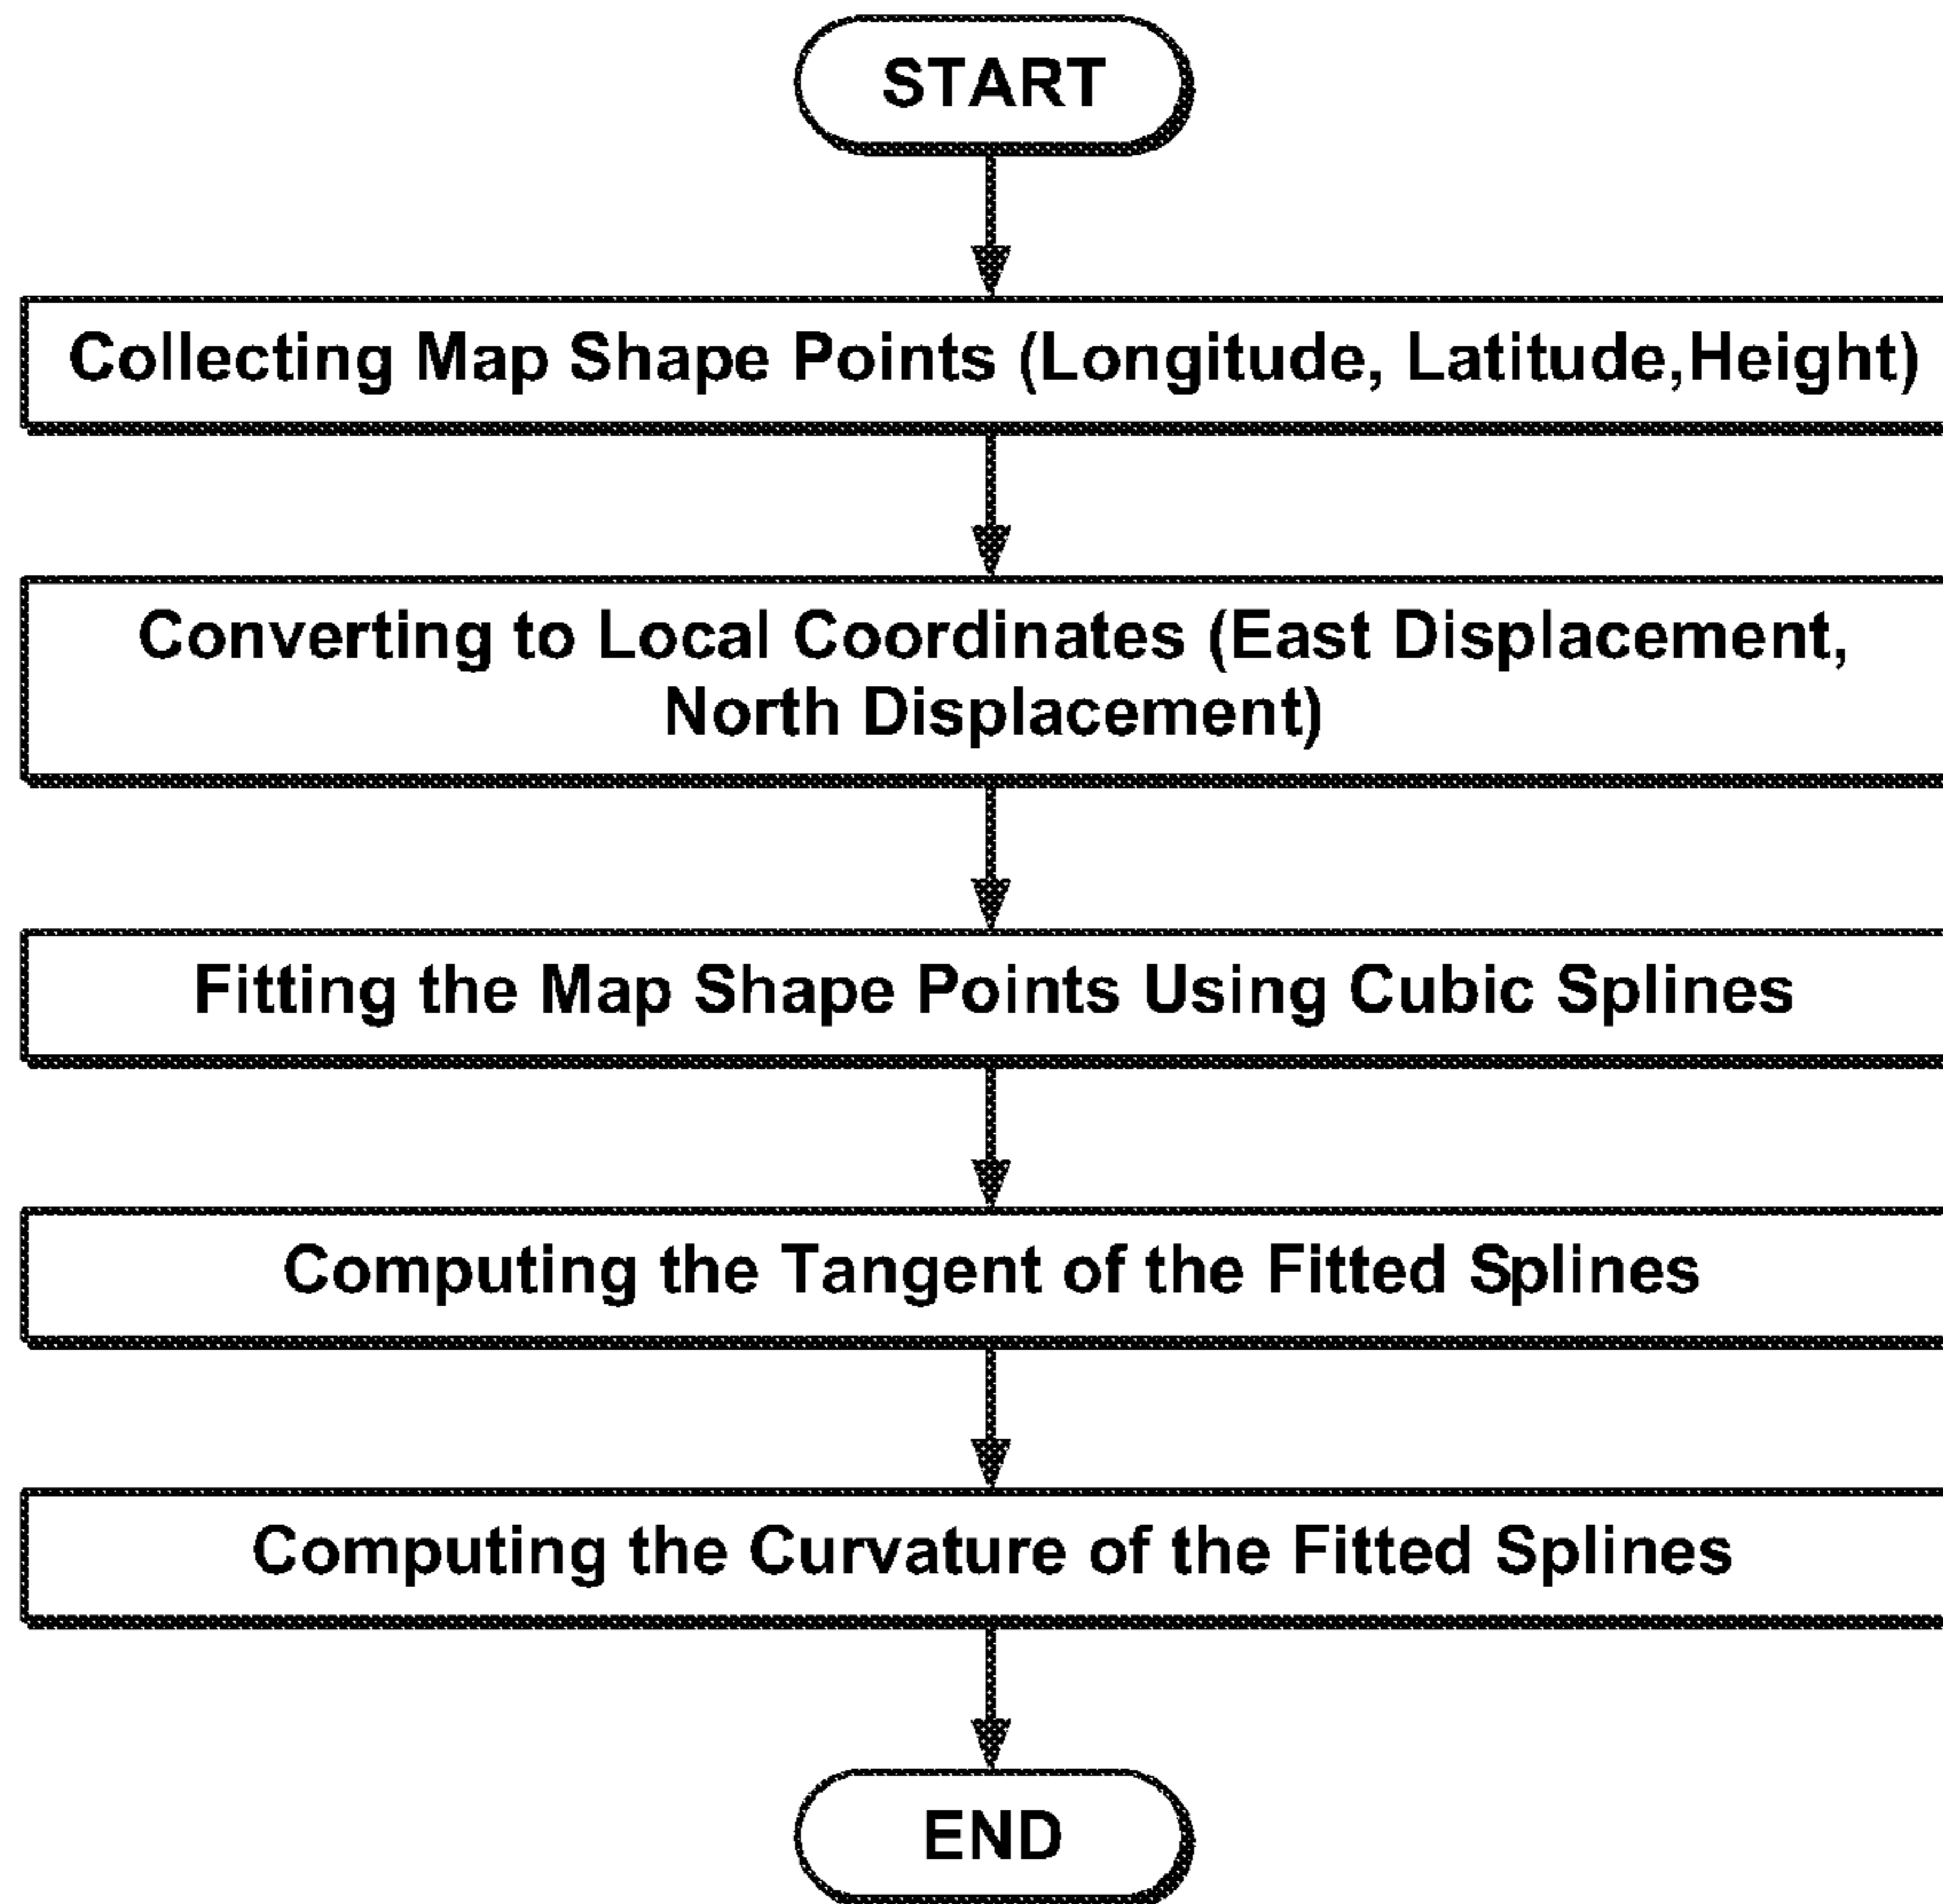 START
Collecting Map Shape Points (Longitude, Latitude,Height)
Converting to Local Coordinates (East Displacement,
North Displacement)
Fitting the Map Shape Points Using Cubic Splines
Computing the Tangent of the Fitted Splines
Computing the Curvature of the Fitted Splines
END